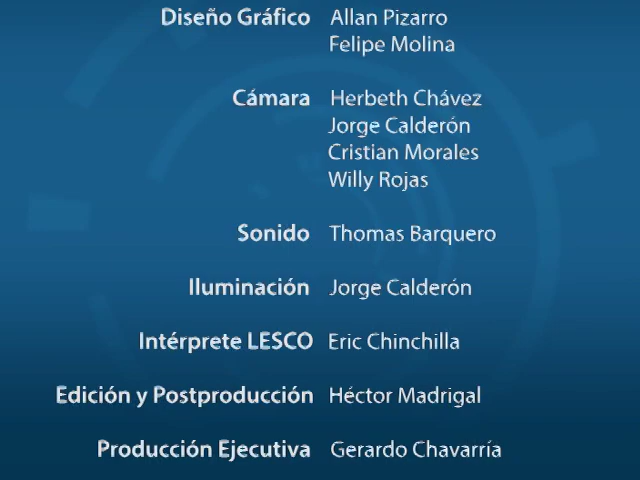 Diseño Gráfico Allan Pizarro
Felipe Molina
Cámara Herbeth Chávez
Jorge Calderón
Cristian Morales
Willy Rojas
Sonido Thomas Barquero
Iluminación Jorge Calderón
Intérprete LESCO Eric Chinchilla
Edición y Postproducción Héctor Madrigal
Producción Ejecutiva Gerardo Chavarría